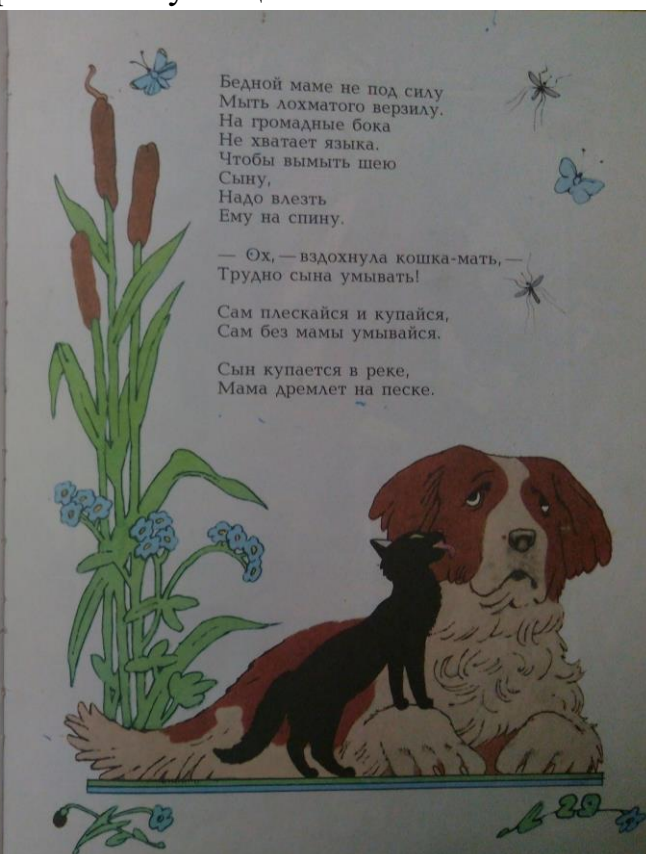 Бедной маме не под силу
Мыть лохматого верзилу.
На громадные бока
Не хватает языка.
Чтобы вымыть шею
Сыну,
Надо влезть
Ему на спину.
— Ох, — вздохнула кошка-мать, —
Трудно сына умывать!
Сам плескайся и купайся,
Сам без мамы умывайся.
Сын купается в реке,
Мама дремлет на песке.
29